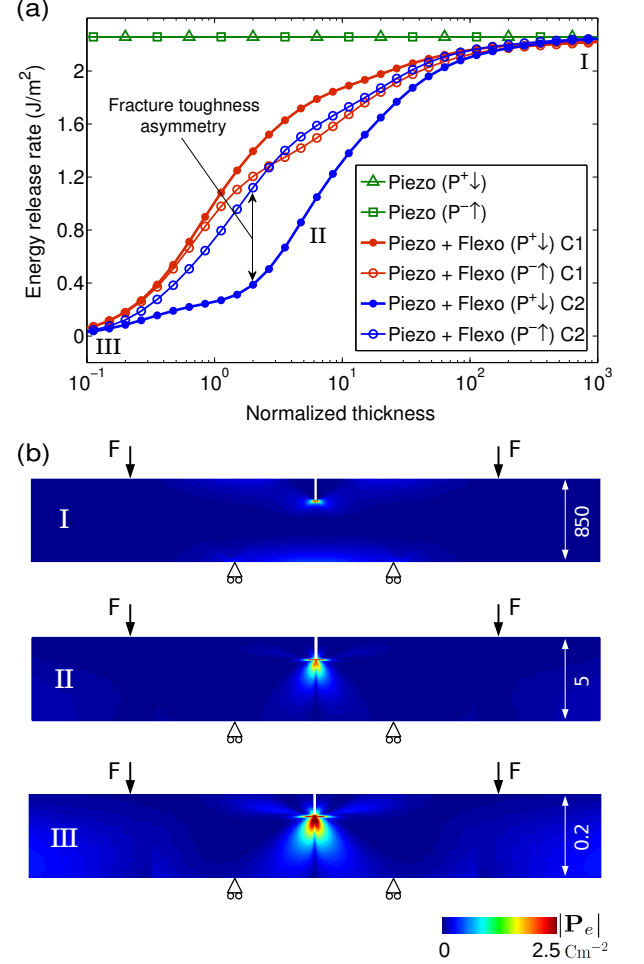 (a)
Energy release rate (J/m²)
2
1.6
1.2
0.8
0.4
0
Fracture toughness
asymmetry
I
II
III
Piezo (P⁺↓)
Piezo (P⁻↑)
Piezo + Flexo (P⁺↓) C1
Piezo + Flexo (P⁻↑) C1
Piezo + Flexo (P⁺↓) C2
Piezo + Flexo (P⁻↑) C2
10⁻¹ 10⁰ 10¹ 10² 10³
Normalized thickness
(b)
F F
I 850
F F
II 5
F F
III 0.2
|Pₑ|
0 2.5 Cm⁻²